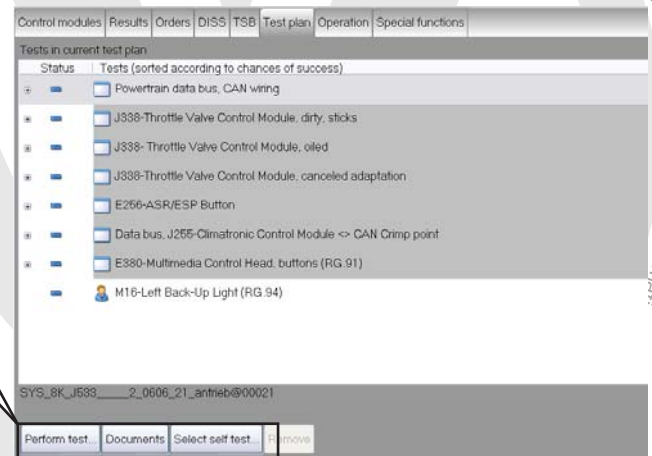 Control modules Results Orders DISS TSB Test plan Operation Special functions
Tests in current test plan
Status Tests (sorted according to chances of success)
Powertrain data bus, CAN wiring
J338-Throttle Valve Control Module, dirty, sticks
J338- Throttle Valve Control Module, oiled
J338-Throttle Valve Control Module, canceled adaptation
E256-ASR/ESP Button
Data bus, J255-Climatronic Control Module <> CAN Crimp point
E380-Multimedia Control Head, buttons (RG.91)
M16-Left Back-Up Light (RG.94)
SYS_8K_J533_____2_0606_21_antrieb@00021
Perform test... Documents Select self test... Remove